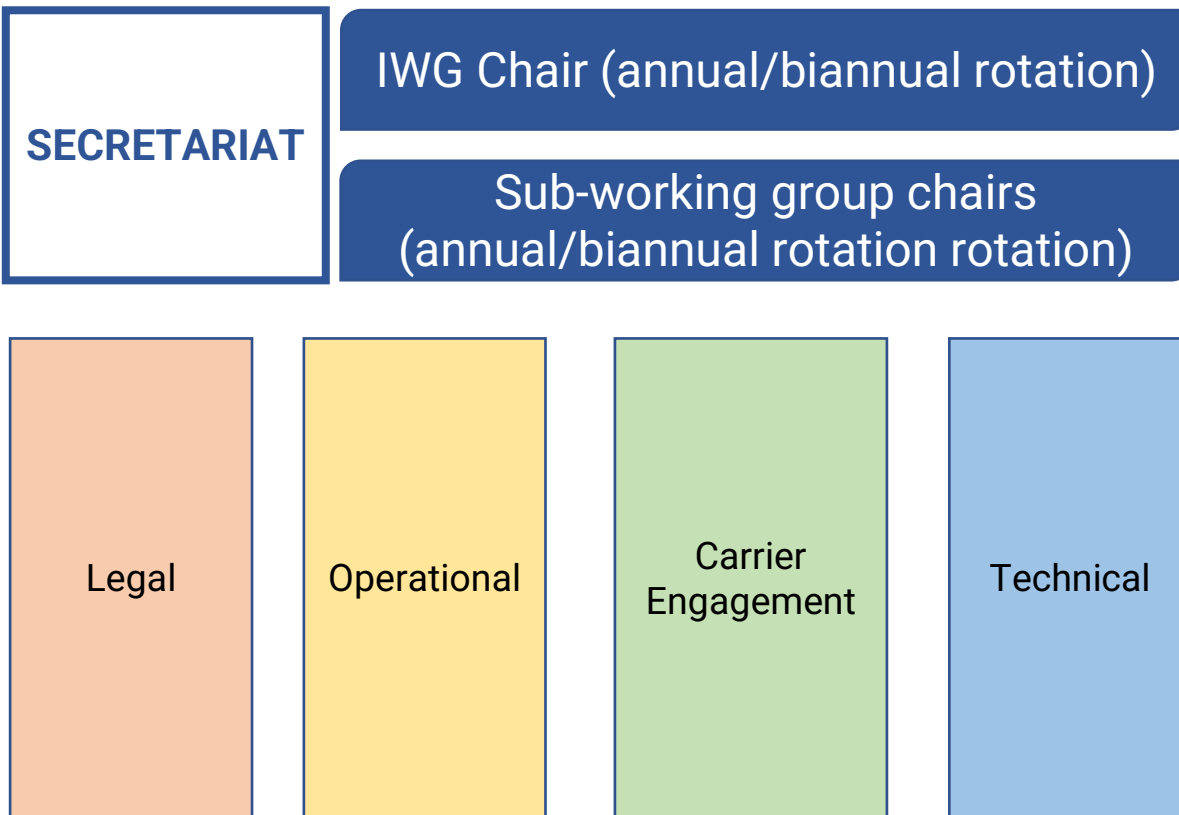 SECRETARIAT
IWG Chair (annual/biannual rotation)
Sub-working group chairs
(annual/biannual rotation rotation)
Legal
Operational
Carrier
Engagement
Technical